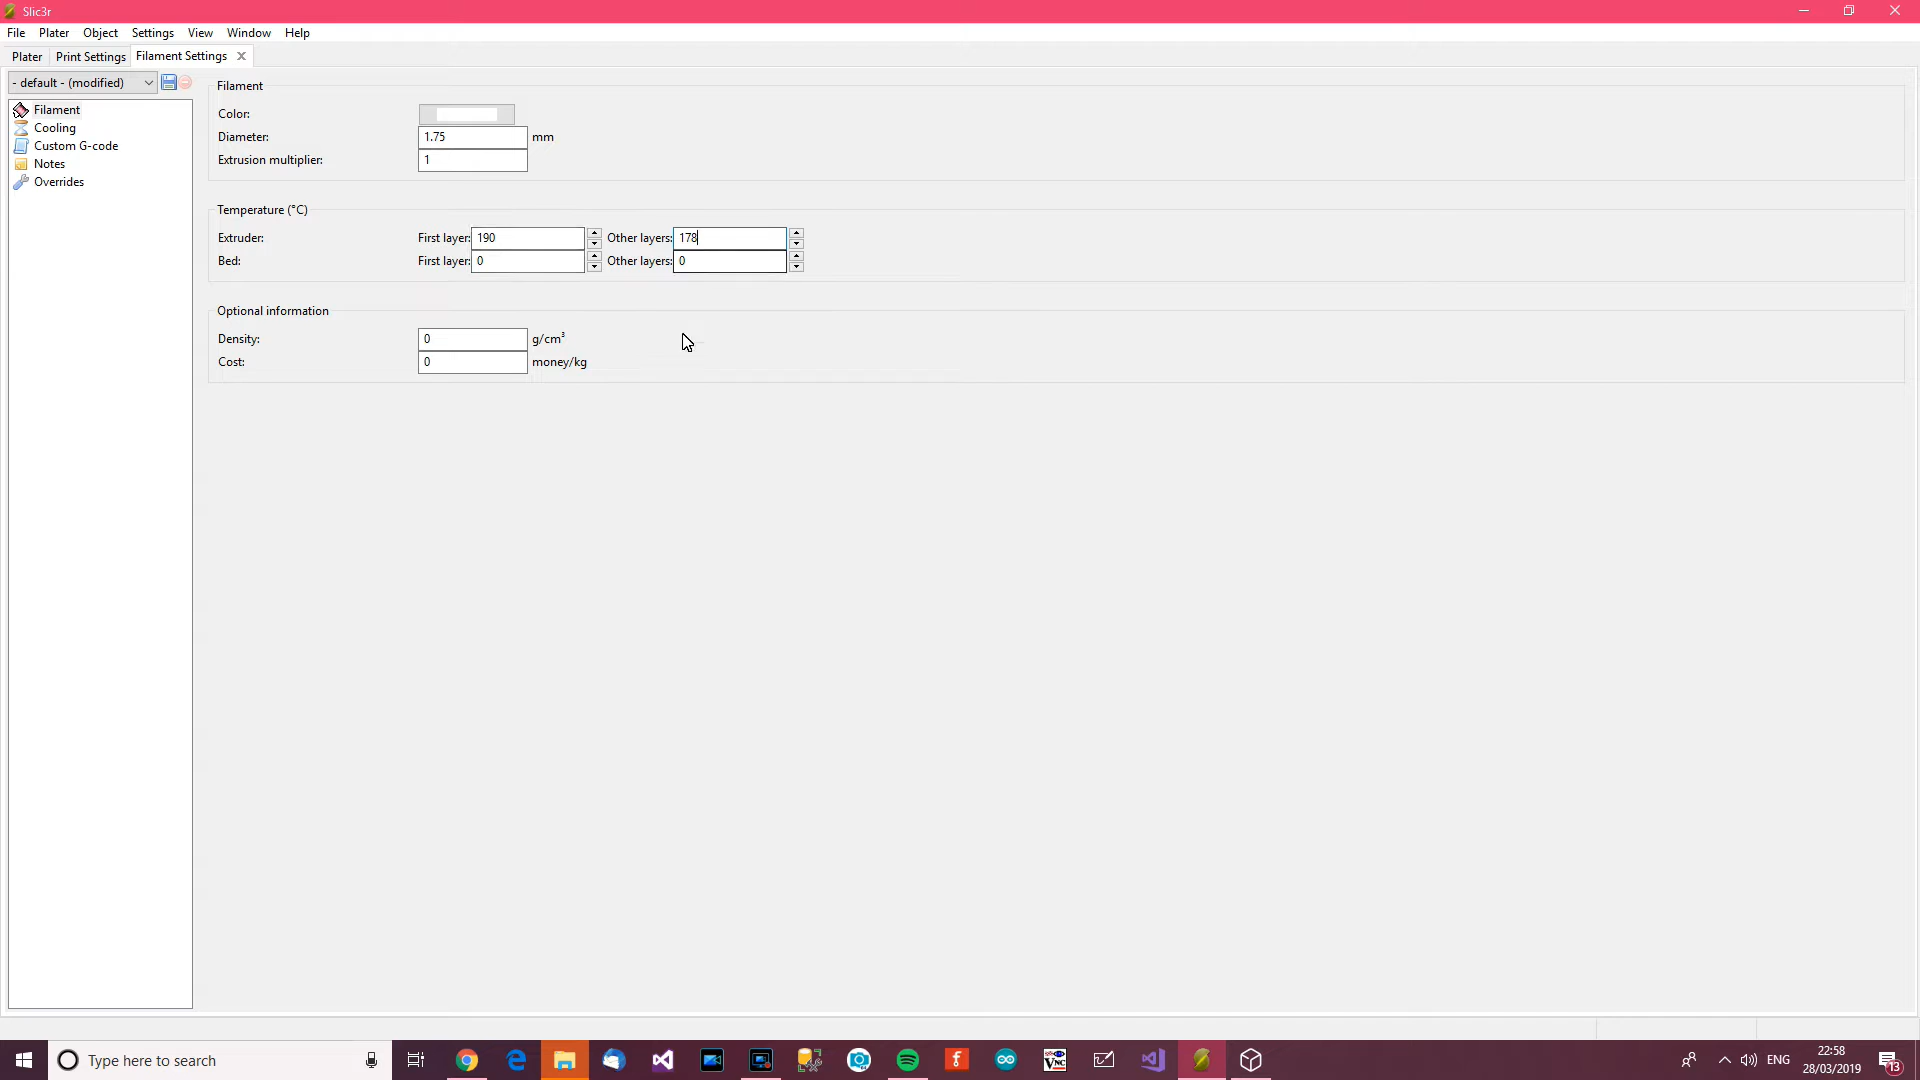 Slic3r
File Plater Object Settings View Window Help
Plater Print Settings Filament Settings
- default - (modified)
Filament
Cooling
Custom G-code
Notes
Overrides
Filament
Color:
Diameter: 1.75 mm
Extrusion multiplier: 1
Temperature (°C)
Extruder: First layer: 190 Other layers: 178
Bed: First layer: 0 Other layers: 0
Optional information
Density: 0 g/cm³
Cost: 0 money/kg
Type here to search
ENG
22:58
28/03/2019
13